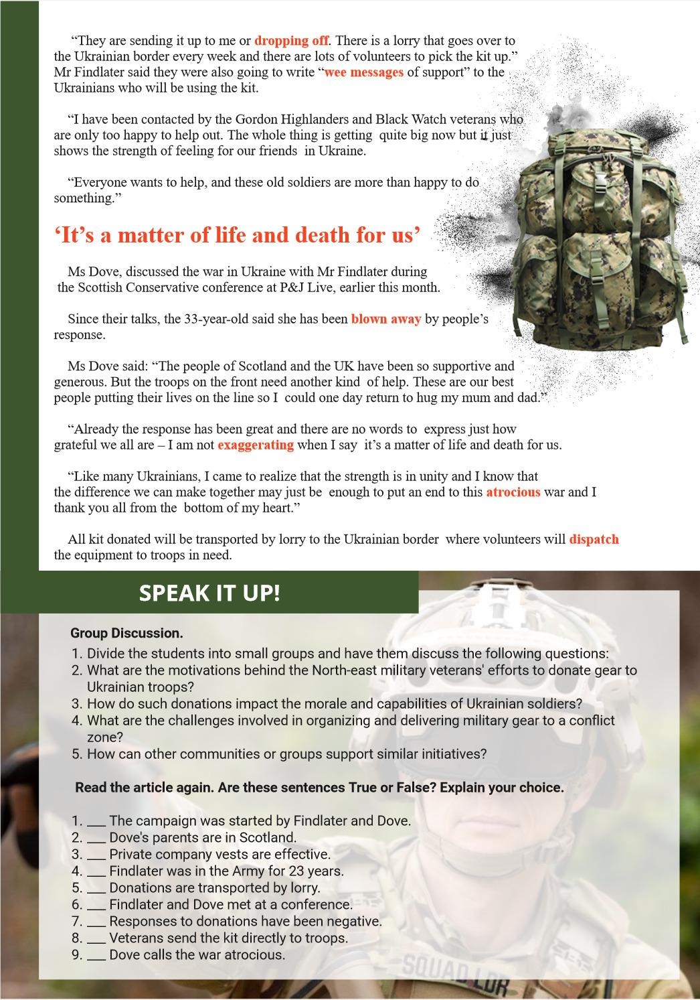 “They are sending it up to me or dropping off. There is a lorry that goes over to
the Ukrainian border every week and there are lots of volunteers to pick the kit up.”
Mr Findlater said they were also going to write “wee messages of support” to the
Ukrainians who will be using the kit.
“I have been contacted by the Gordon Highlanders and Black Watch veterans who
are only too happy to help out. The whole thing is getting quite big now but it just
shows the strength of feeling for our friends in Ukraine.
“Everyone wants to help, and these old soldiers are more than happy to do
something.”
‘It’s a matter of life and death for us’
Ms Dove, discussed the war in Ukraine with Mr Findlater during
the Scottish Conservative conference at P&J Live, earlier this month.
Since their talks, the 33-year-old said she has been blown away by people’s
response.
Ms Dove said: “The people of Scotland and the UK have been so supportive and
generous. But the troops on the front need another kind of help. These are our best
people putting their lives on the line so I could one day return to hug my mum and dad.”
“Already the response has been great and there are no words to express just how
grateful we all are – I am not exaggerating when I say it’s a matter of life and death for us.
“Like many Ukrainians, I came to realize that the strength is in unity and I know that
the difference we can make together may just be enough to put an end to this atrocious war and I
thank you all from the bottom of my heart.”
All kit donated will be transported by lorry to the Ukrainian border where volunteers will dispatch
the equipment to troops in need.
SPEAK IT UP!
Group Discussion.
1. Divide the students into small groups and have them discuss the following questions:
2. What are the motivations behind the North-east military veterans' efforts to donate gear to
Ukrainian troops?
3. How do such donations impact the morale and capabilities of Ukrainian soldiers?
4. What are the challenges involved in organizing and delivering military gear to a conflict
zone?
5. How can other communities or groups support similar initiatives?
Read the article again. Are these sentences True or False? Explain your choice.
1. ___ The campaign was started by Findlater and Dove.
2. ___ Dove's parents are in Scotland.
3. ___ Private company vests are effective.
4. ___ Findlater was in the Army for 23 years.
5. ___ Donations are transported by lorry.
6. ___ Findlater and Dove met at a conference.
7. ___ Responses to donations have been negative.
8. ___ Veterans send the kit directly to troops.
9. ___ Dove calls the war atrocious.
SQUAD LDR